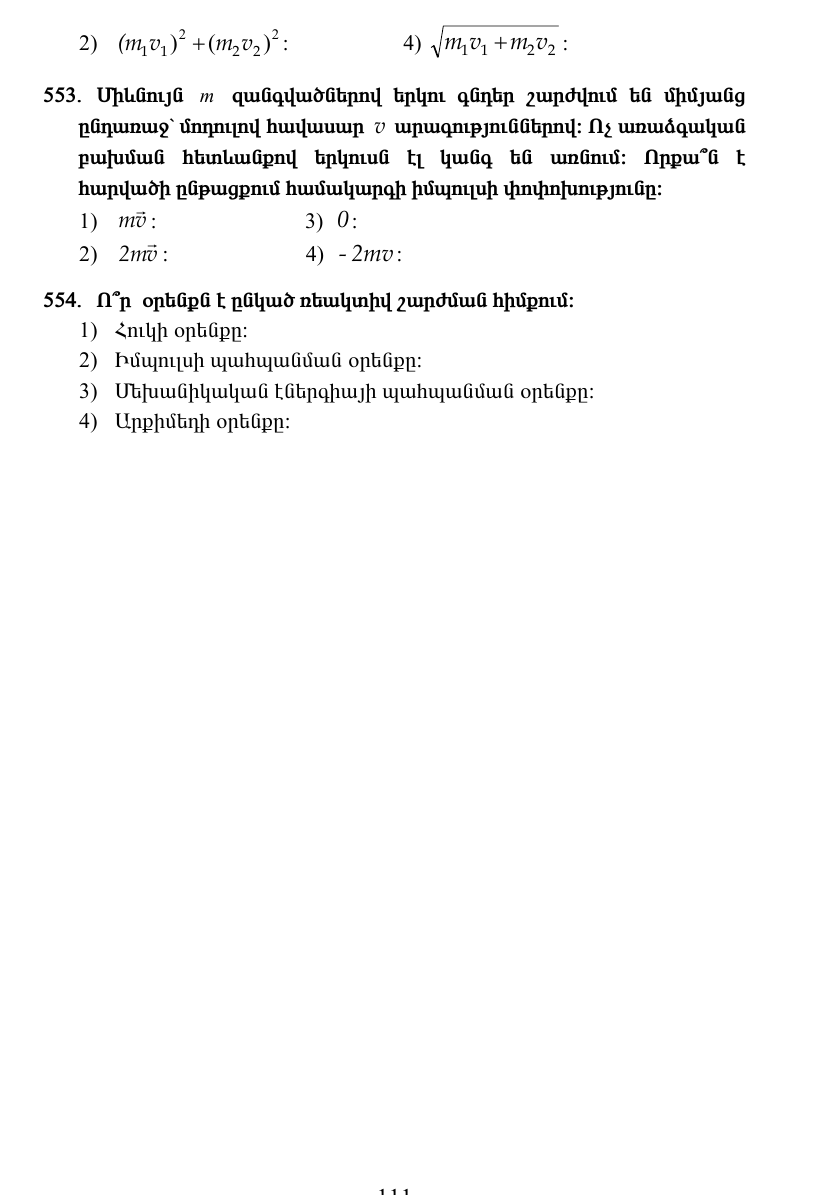 2) (m₁v₁)² + (m₂v₂)² : 4) √m₁v₁ + m₂v₂ :
553. Միևնույն m զանգվածներով երկու գնդեր շարժվում են միմյանց
ընդառաջ՝ մոդուլով հավասար v արագություններով: Ոչ առաձգական
բախման հետևանքով երկուսն էլ կանգ են առնում: Որքա՞ն է
հարվածի ընթացքում համակարգի իմպուլսի փոփոխությունը:
1) mv⃗ : 3) 0 :
2) 2mv⃗ : 4) - 2mv :
554. Ո՞ր օրենքն է ընկած ռեակտիվ շարժման հիմքում:
1) Հուկի օրենքը:
2) Իմպուլսի պահպանման օրենքը:
3) Մեխանիկական էներգիայի պահպանման օրենքը:
4) Արքիմեդի օրենքը:
111